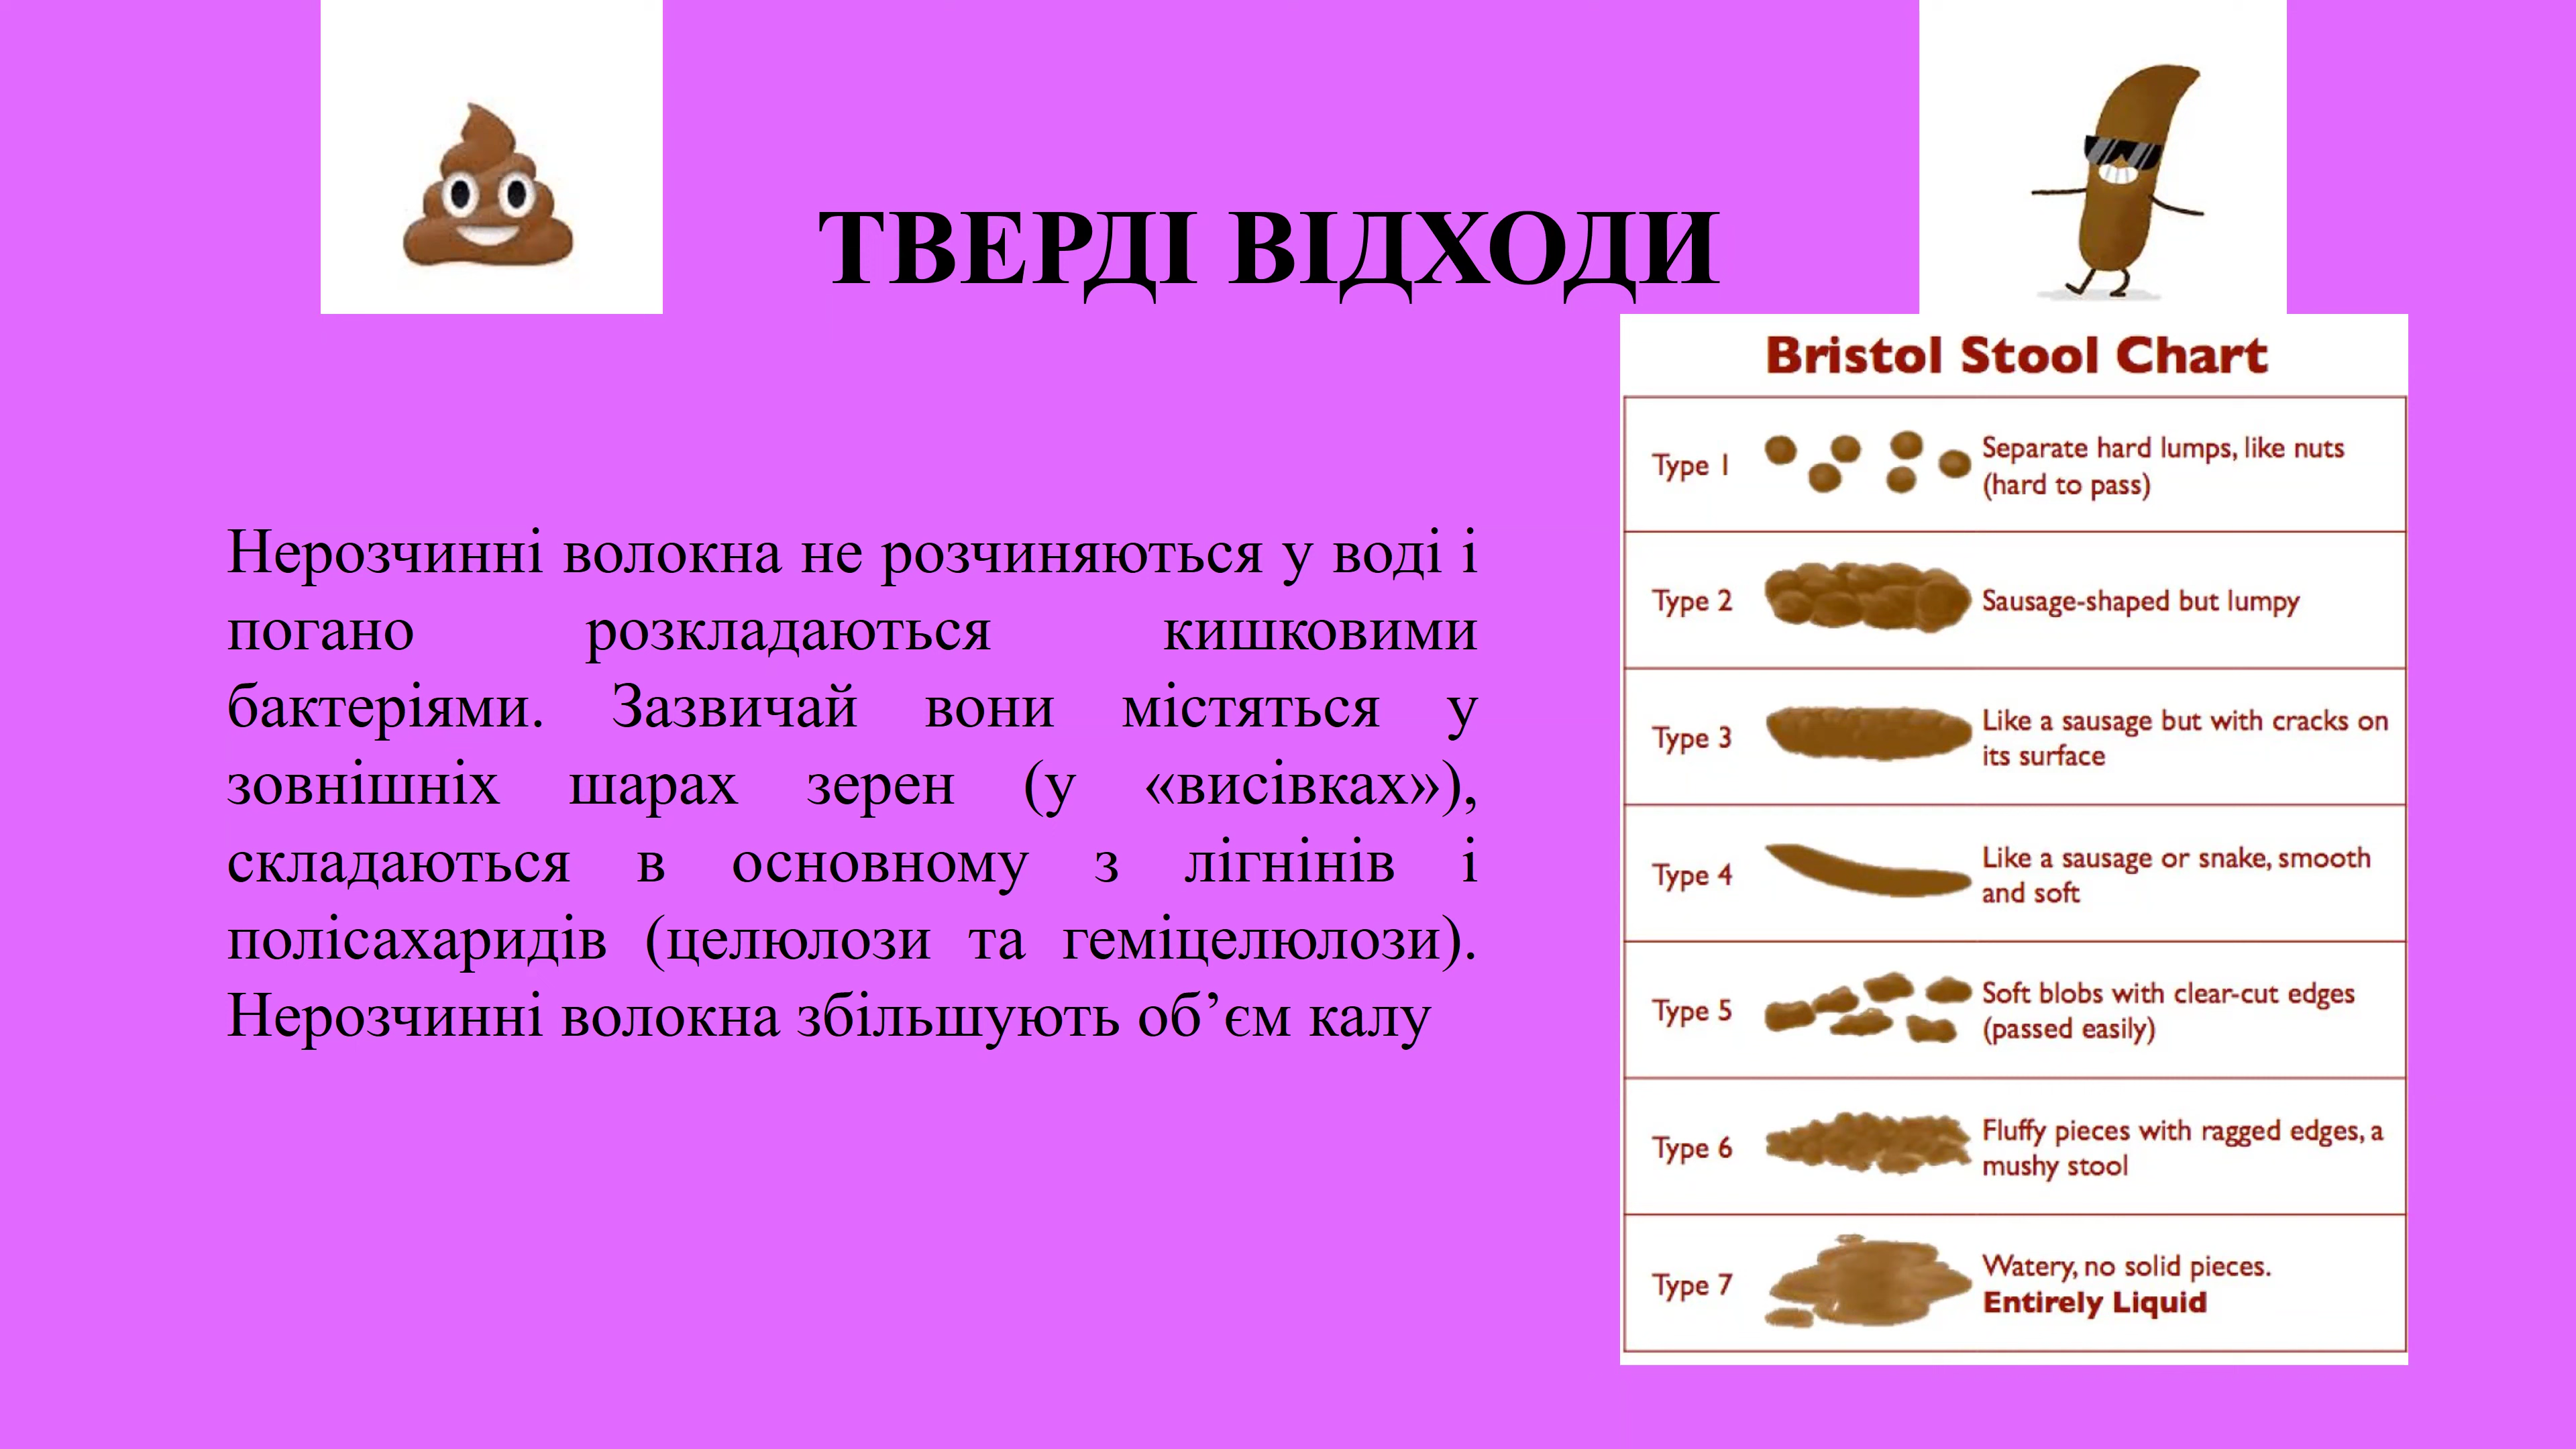 ТВЕРДІ ВІДХОДИ
Нерозчинні волокна не розчиняються у воді і
погано розкладаються кишковими
бактеріями. Зазвичай вони містяться у
зовнішніх шарах зерен (у «висівках»),
складаються в основному з лігнінів і
полісахаридів (целюлози та геміцелюлози).
Нерозчинні волокна збільшують об’єм калу
Bristol Stool Chart
Type 1
Separate hard lumps, like nuts
(hard to pass)
Type 2
Sausage-shaped but lumpy
Type 3
Like a sausage but with cracks on
its surface
Type 4
Like a sausage or snake, smooth
and soft
Type 5
Soft blobs with clear-cut edges
(passed easily)
Type 6
Fluffy pieces with ragged edges, a
mushy stool
Type 7
Watery, no solid pieces.
Entirely Liquid